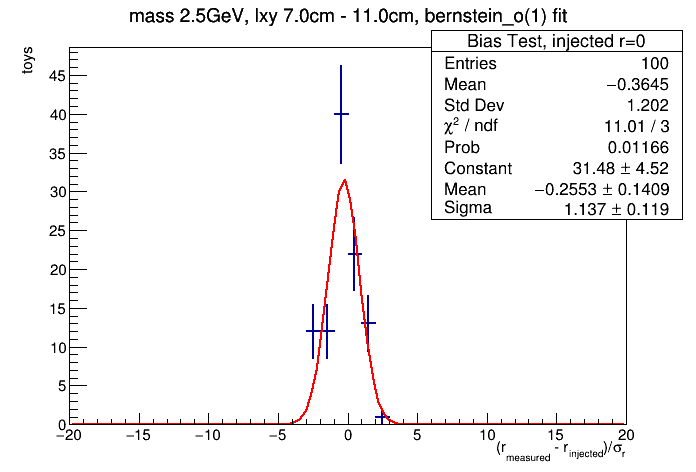 mass 2.5GeV, lxy 7.0cm - 11.0cm, bernstein_o(1) fit
toys
Bias Test, injected r=0
Entries 100
Mean −0.3645
Std Dev 1.202
χ² / ndf 11.01 / 3
Prob 0.01166
Constant 31.48 ± 4.52
Mean −0.2553 ± 0.1409
Sigma 1.137 ± 0.119
45
40
35
30
25
20
15
10
5
0
−20 −15 −10 −5 0 5 10 15 20
(r_measured - r_injected)/σ_r